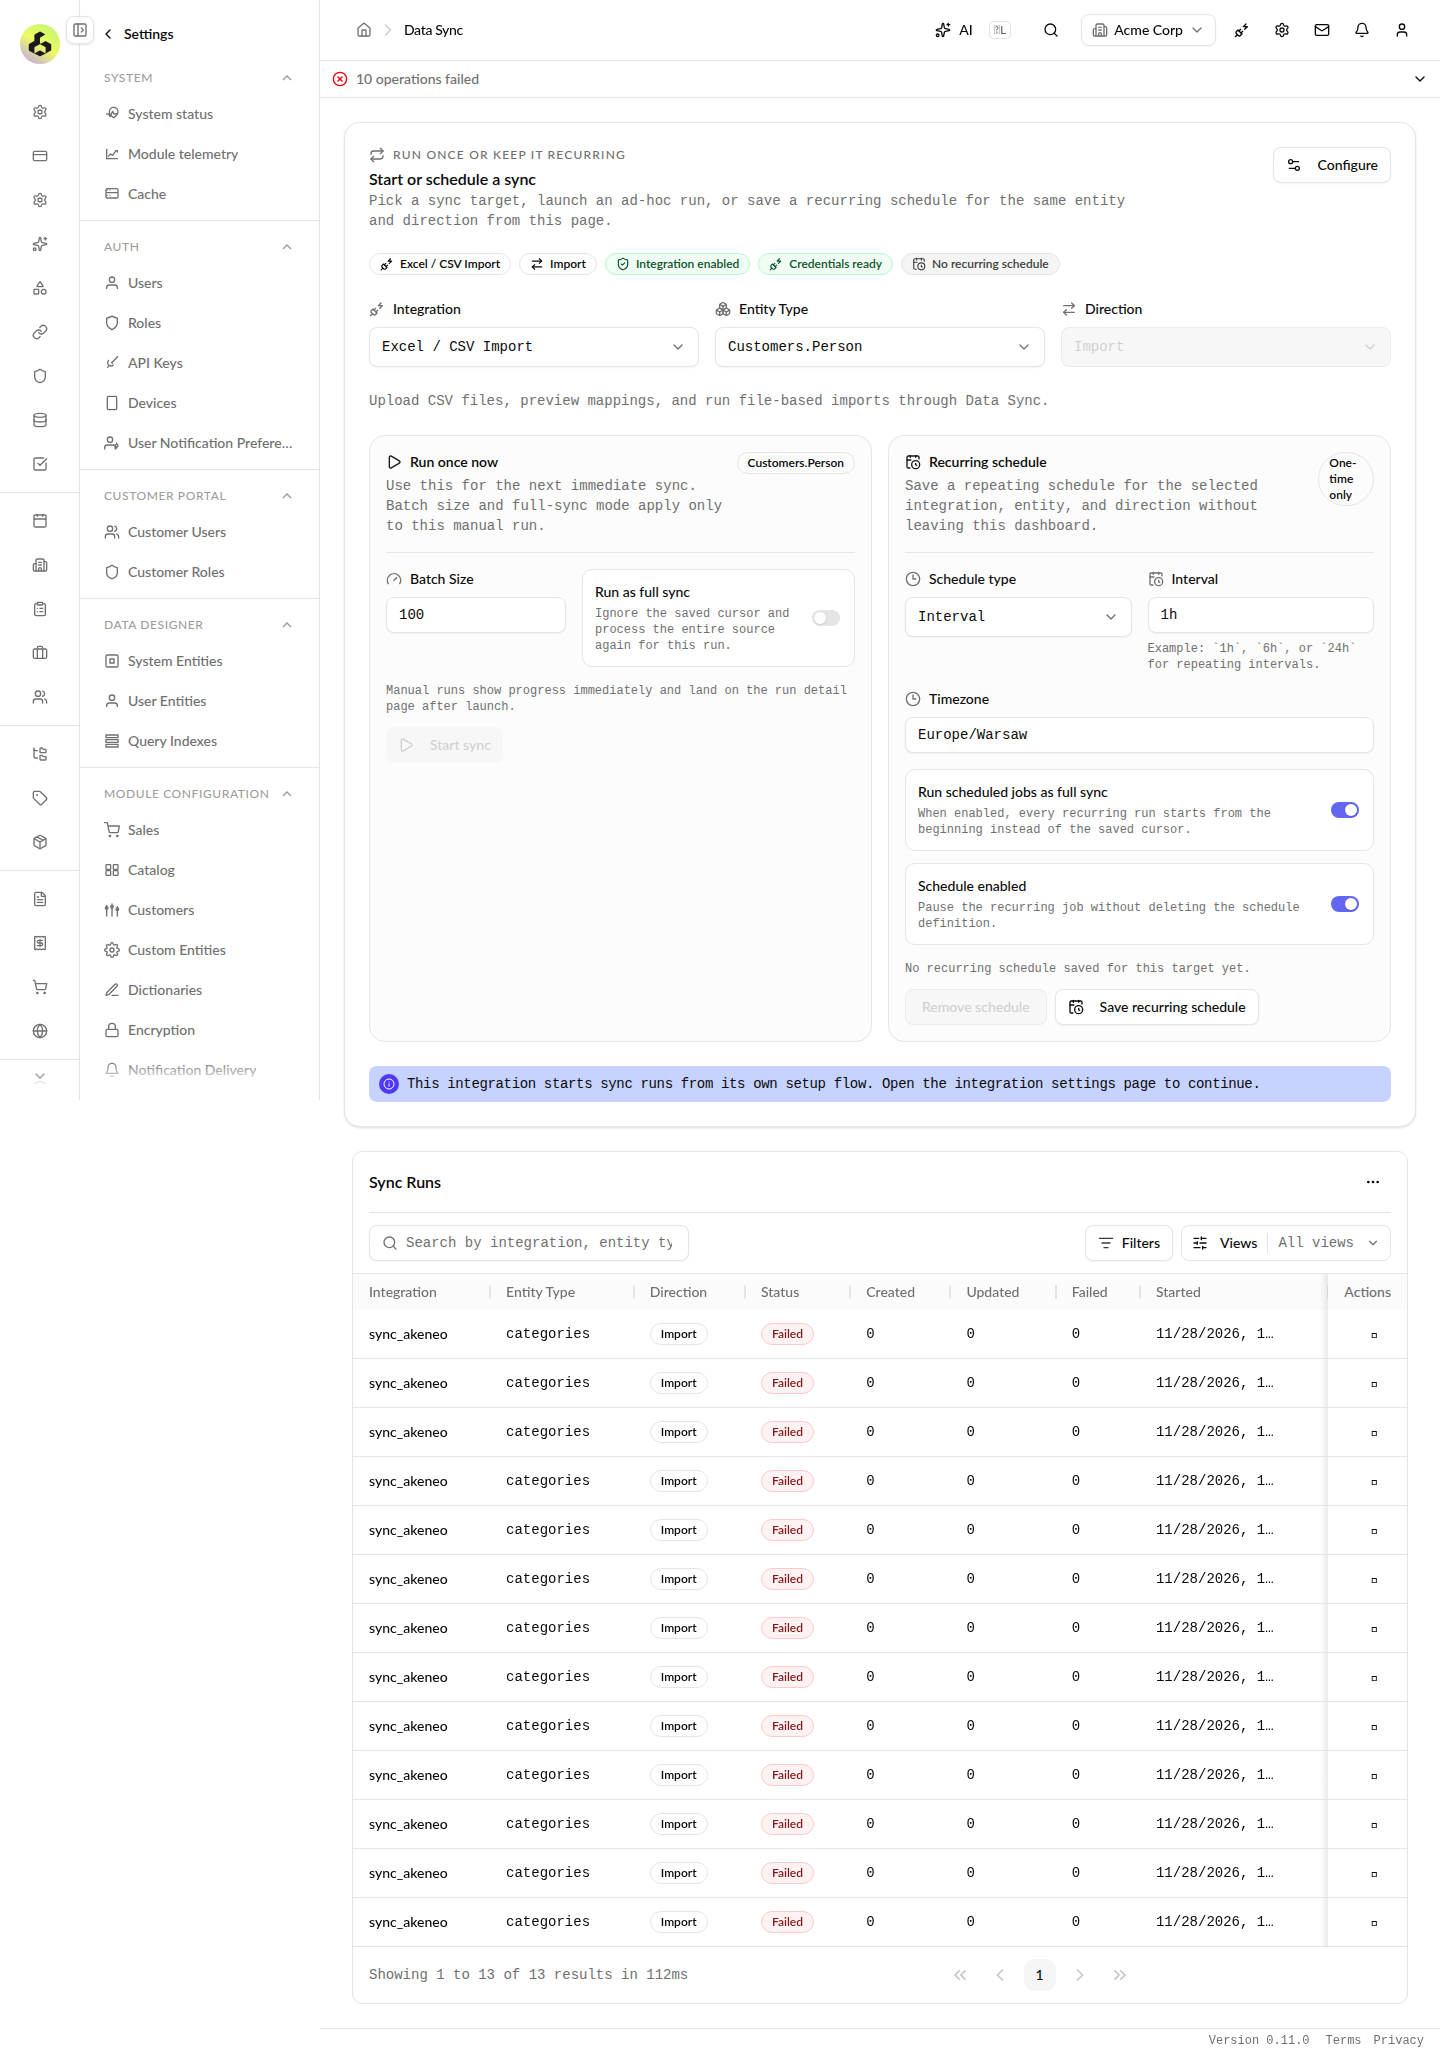 Settings
SYSTEM
System status
Module telemetry
Cache
AUTH
Users
Roles
API Keys
Devices
User Notification Prefere...
CUSTOMER PORTAL
Customer Users
Customer Roles
DATA DESIGNER
System Entities
User Entities
Query Indexes
MODULE CONFIGURATION
Sales
Catalog
Customers
Custom Entities
Dictionaries
Encryption
Notification Delivery
Data Sync
AI
L
Acme Corp
10 operations failed
RUN ONCE OR KEEP IT RECURRING
Start or schedule a sync
Pick a sync target, launch an ad-hoc run, or save a recurring schedule for the same entity
and direction from this page.
Configure
Excel / CSV Import
Import
Integration enabled
Credentials ready
No recurring schedule
Integration
Entity Type
Direction
Excel / CSV Import
Customers.Person
Import
Upload CSV files, preview mappings, and run file-based imports through Data Sync.
Run once now
Customers.Person
Use this for the next immediate sync.
Batch size and full-sync mode apply only
to this manual run.
Batch Size
100
Run as full sync
Ignore the saved cursor and
process the entire source
again for this run.
Manual runs show progress immediately and land on the run detail
page after launch.
Start sync
Recurring schedule
One-
time
only
Save a repeating schedule for the selected
integration, entity, and direction without
leaving this dashboard.
Schedule type
Interval
Interval
1h
Example: `1h`, `6h`, or `24h`
for repeating intervals.
Timezone
Europe/Warsaw
Run scheduled jobs as full sync
When enabled, every recurring run starts from the
beginning instead of the saved cursor.
Schedule enabled
Pause the recurring job without deleting the schedule
definition.
No recurring schedule saved for this target yet.
Remove schedule
Save recurring schedule
This integration starts sync runs from its own setup flow. Open the integration settings page to continue.
Sync Runs
Search by integration, entity ty
Filters
Views
All views
Integration Entity Type Direction Status Created Updated Failed Started Actions
sync_akeneo categories Import Failed 0 0 0 11/28/2026, 1…
sync_akeneo categories Import Failed 0 0 0 11/28/2026, 1…
sync_akeneo categories Import Failed 0 0 0 11/28/2026, 1…
sync_akeneo categories Import Failed 0 0 0 11/28/2026, 1…
sync_akeneo categories Import Failed 0 0 0 11/28/2026, 1…
sync_akeneo categories Import Failed 0 0 0 11/28/2026, 1…
sync_akeneo categories Import Failed 0 0 0 11/28/2026, 1…
sync_akeneo categories Import Failed 0 0 0 11/28/2026, 1…
sync_akeneo categories Import Failed 0 0 0 11/28/2026, 1…
sync_akeneo categories Import Failed 0 0 0 11/28/2026, 1…
sync_akeneo categories Import Failed 0 0 0 11/28/2026, 1…
sync_akeneo categories Import Failed 0 0 0 11/28/2026, 1…
sync_akeneo categories Import Failed 0 0 0 11/28/2026, 1…
Showing 1 to 13 of 13 results in 112ms
1
Version 0.11.0 Terms Privacy